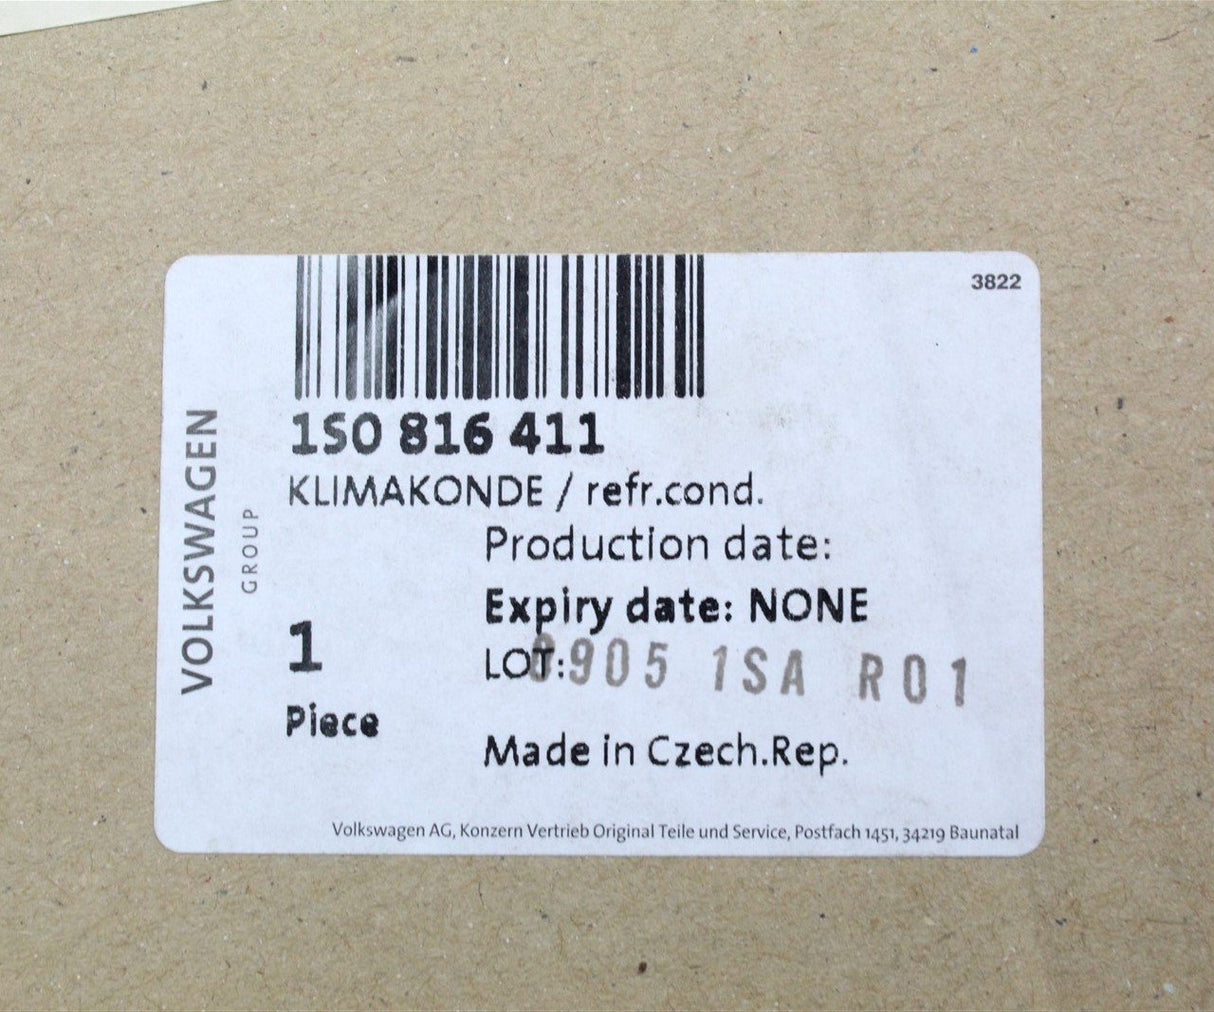 3822
1S0 816 411
KLIMAKONDE / refr.cond.
Production date:
Expiry date: NONE
LOT:
0905 1SA R01
1
Piece
Made in Czech.Rep.
VOLKSWAGEN
GROUP
Volkswagen AG, Konzern Vertrieb Original Teile und Service, Postfach 1451, 34219 Baunatal